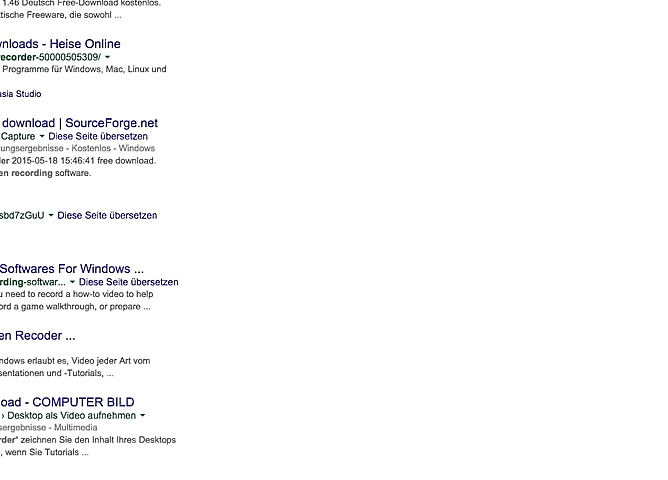 1.46 Deutsch Free-Download kostenlos.
tische Freeware, die sowohl ...
wnloads - Heise Online
ecorder-50000505309/
Programme für Windows, Mac, Linux und
asia Studio
download | SourceForge.net
Capture Diese Seite übersetzen
ungsergebnisse - Kostenlos - Windows
der 2015-05-18 15:46:41 free download.
en recording software.
sbd7zGuU Diese Seite übersetzen
Softwares For Windows ...
rding-softwar... Diese Seite übersetzen
u need to record a how-to video to help
ord a game walkthrough, or prepare ...
en Recoder ...
ndows erlaubt es, Video jeder Art vom
sentationen und -Tutorials, ...
oad - COMPUTER BILD
› Desktop als Video aufnehmen
sergebnisse - Multimedia
rder" zeichnen Sie den Inhalt Ihres Desktops
, wenn Sie Tutorials ...